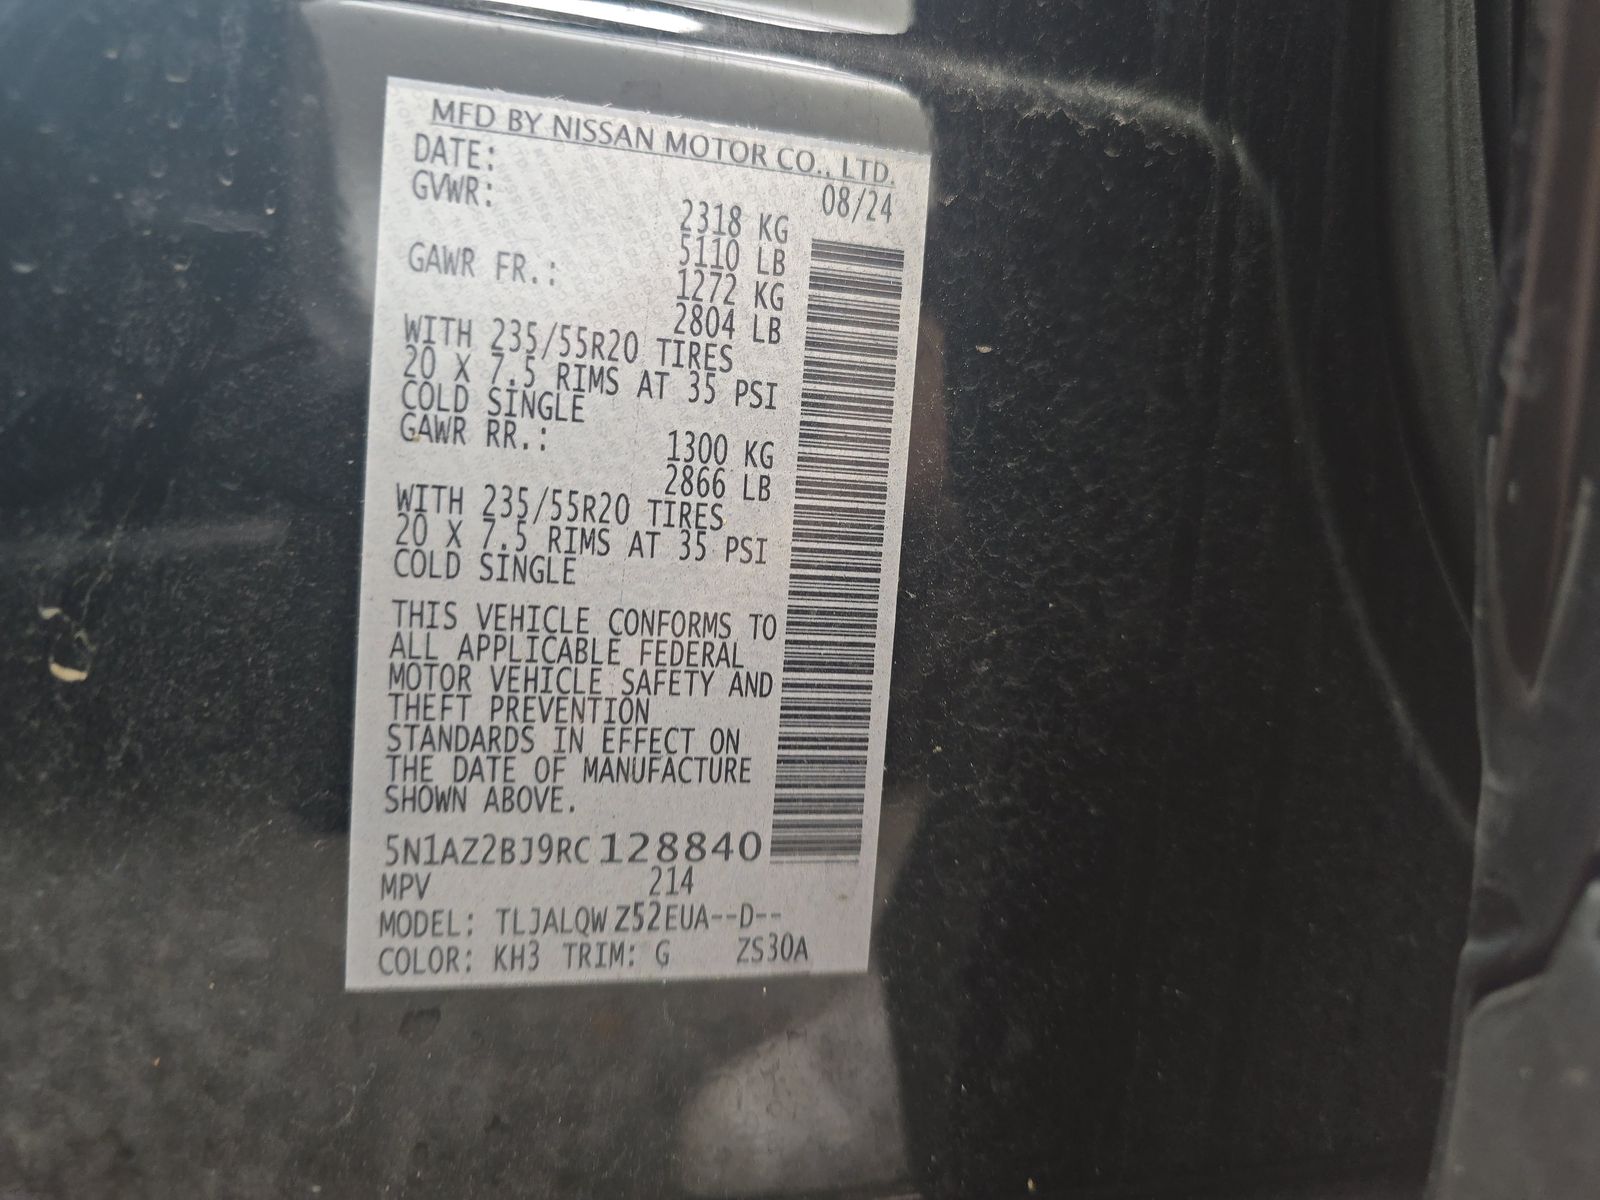 MFD BY NISSAN MOTOR CO., LTD.
DATE: 08/24
GVWR: 2318 KG
5110 LB
GAWR FR.: 1272 KG
2804 LB
WITH 235/55R20 TIRES
20 X 7.5 RIMS AT 35 PSI
COLD SINGLE
GAWR RR.: 1300 KG
2866 LB
WITH 235/55R20 TIRES
20 X 7.5 RIMS AT 35 PSI
COLD SINGLE
THIS VEHICLE CONFORMS TO
ALL APPLICABLE FEDERAL
MOTOR VEHICLE SAFETY AND
THEFT PREVENTION
STANDARDS IN EFFECT ON
THE DATE OF MANUFACTURE
SHOWN ABOVE.
5N1AZ2BJ9RC128840
MPV 214
MODEL: TLJALQWZ52EUA--D--
COLOR: KH3 TRIM: G ZS30A